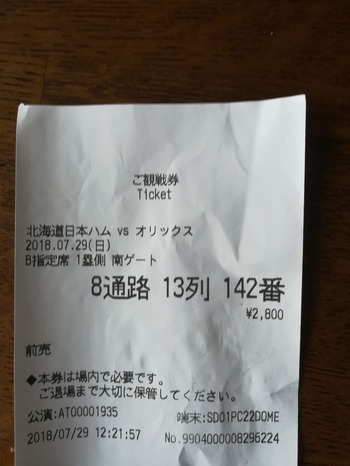 ご観戦券
Ticket
北海道日本ハム vs オリックス
2018.07.29(日)
B指定席 1塁側 南ゲート
8通路 13列 142番
¥2,800
前売
◆本券は場内で必要です。
ご退場まで大切に保管してください。
公演:AT00001935 端末:SD01PC22DOME
2018/07/29 12:21:57 No.9904000008296224